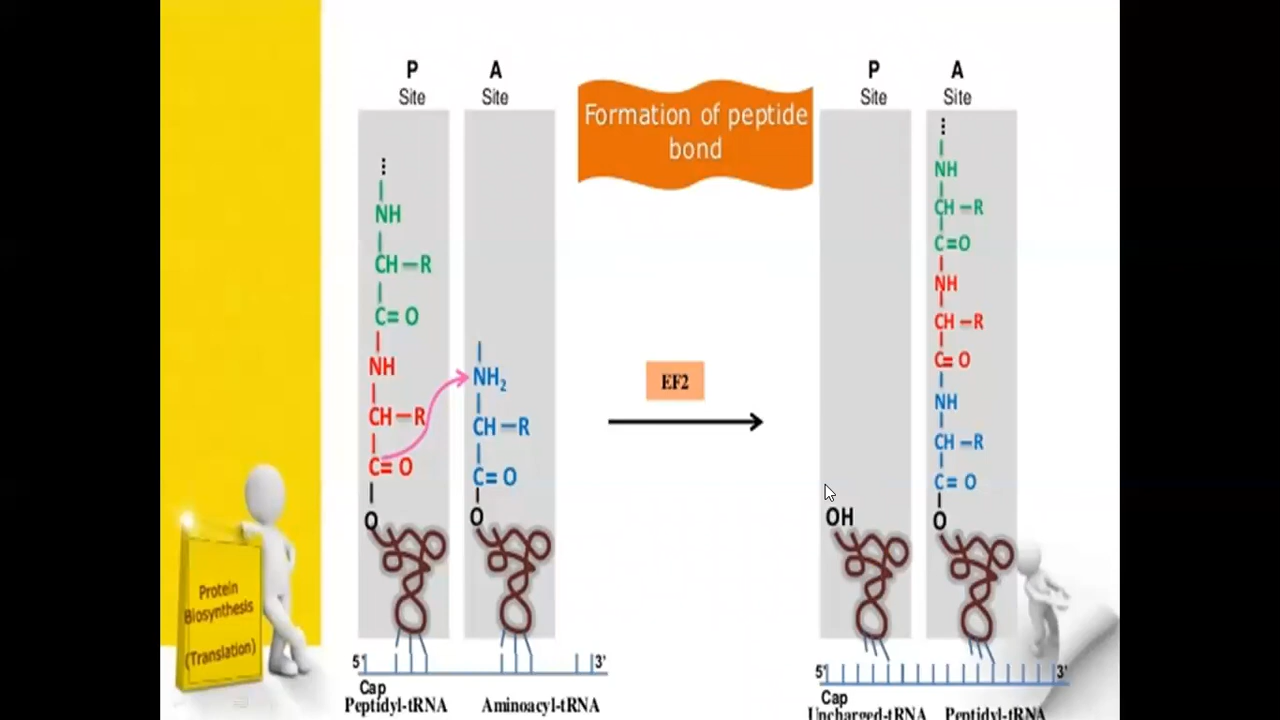 P
Site
A
Site
Formation of peptide
bond
P
Site
A
Site
NH
CH–R
C=O
NH
CH–R
C=O
O
NH2
CH–R
C=O
O
EF2
OH
NH
CH–R
C=O
NH
CH–R
C=O
NH
CH–R
C=O
O
Protein
Biosynthesis
(Translation)
5'
3'
Cap
Peptidyl-tRNA
Aminoacyl-tRNA
5'
3'
Cap
Uncharged-tRNA
Peptidyl-tRNA